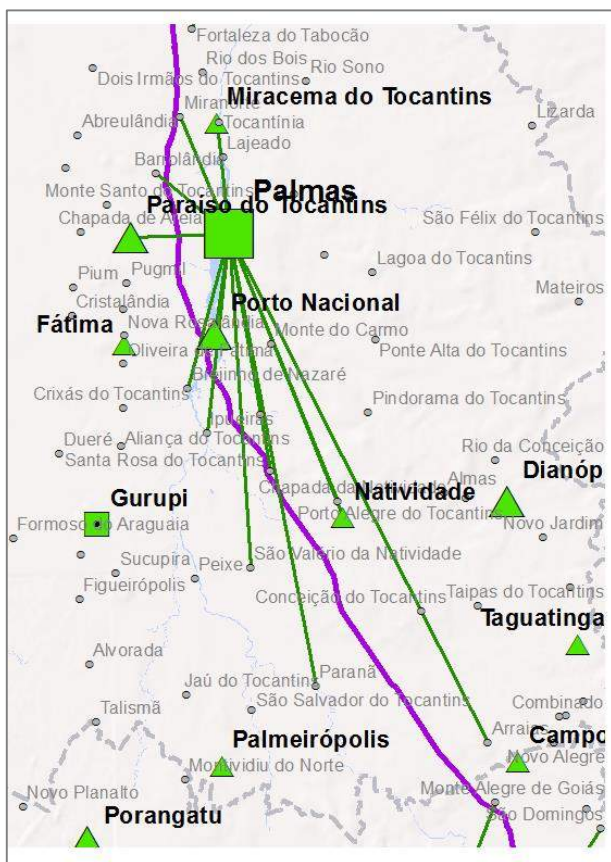 Fortaleza do Tabocão
Rio dos Bois
Dois Irmãos do Tocantins
Rio Sono
Miranorte
Miracema do Tocantins
Abreulândia
Tocantínia
Lizarda
Lajeado
Barrolândia
Monte Santo do Tocantins
Palmas
Paraíso do Tocantins
Chapada de Areia
São Félix do Tocantins
Lagoa do Tocantins
Pium
Pugmil
Mateiros
Cristalândia
Porto Nacional
Fátima
Nova Rosalândia
Monte do Carmo
Oliveira de Fátima
Ponte Alta do Tocantins
Brejinho de Nazaré
Crixás do Tocantins
Pindorama do Tocantins
Ipueiras
Dueré
Aliança do Tocantins
Rio da Conceição
Santa Rosa do Tocantins
Dianóp
Chapada da Natividade
Almas
Gurupi
Natividade
Porto Alegre do Tocantins
Formoso do Araguaia
Novo Jardim
São Valério da Natividade
Sucupira
Peixe
Figueirópolis
Conceição do Tocantins
Taipas do Tocantins
Taguatinga
Alvorada
Paranã
Jaú do Tocantins
São Salvador do Tocantins
Combinado
Talismã
Arraias
Palmeirópolis
Campo
Novo Alegre
Montividiu do Norte
Novo Planalto
Monte Alegre de Goiás
São Domingos
Porangatu